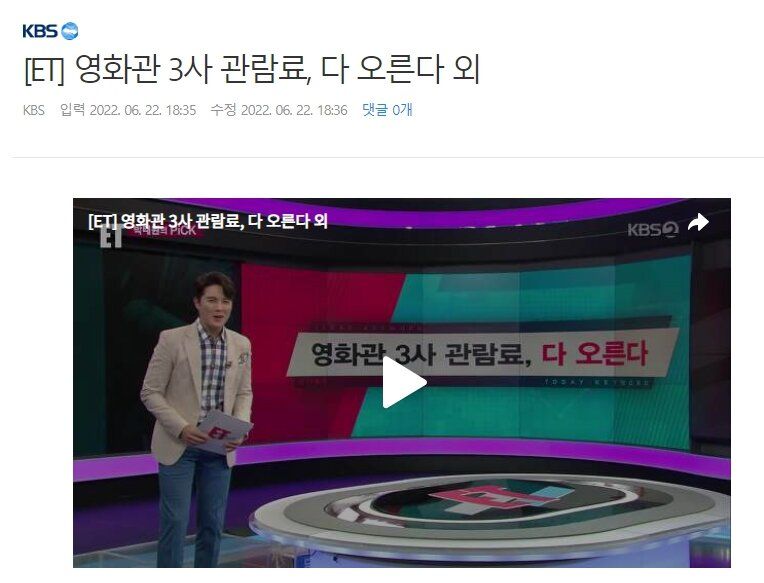 KBS
[ET] 영화관 3사 관람료, 다 오른다 외
KBS 입력 2022. 06. 22. 18:35 수정 2022. 06. 22. 18:36 댓글 0개
[ET] 영화관 3사 관람료, 다 오른다 외
ET PICK
KBS 2
영화관 3사 관람료, 다 오른다
TODAY KEYWORD
ET